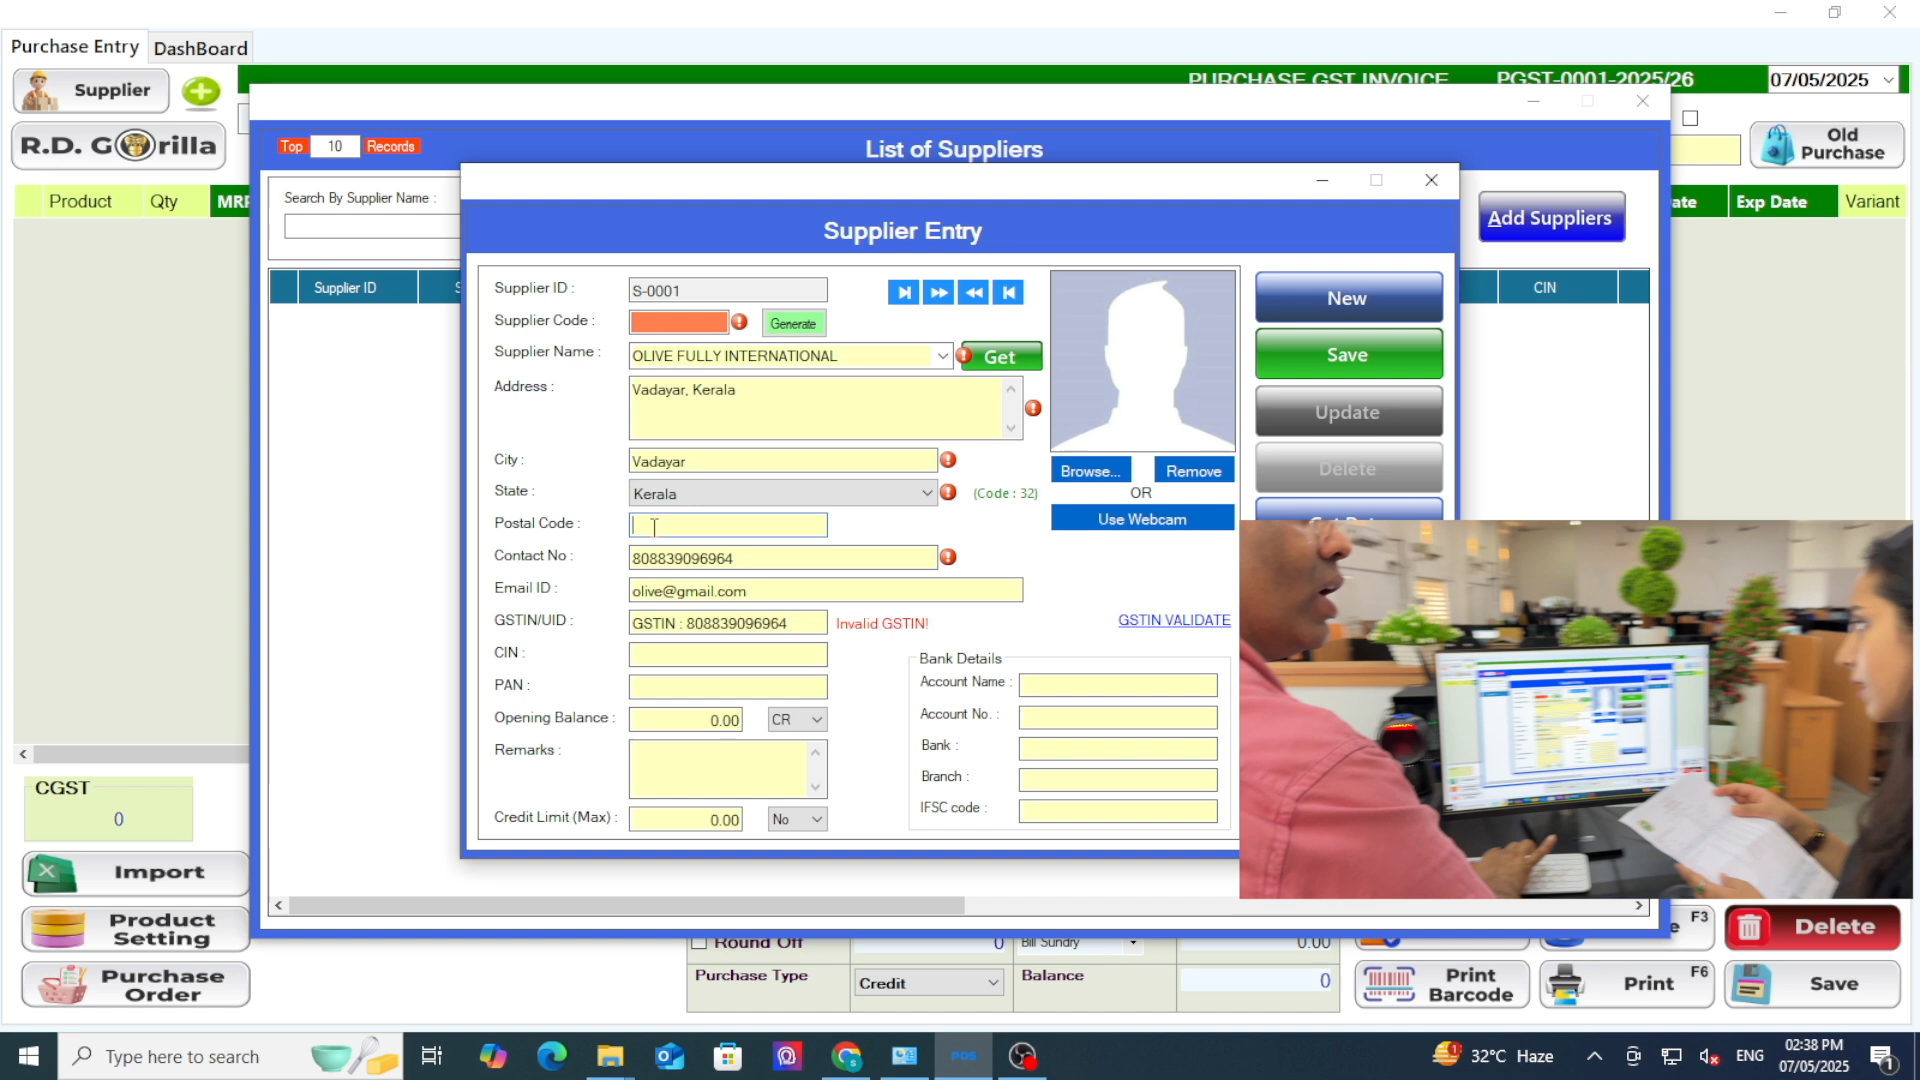 Purchase Entry
DashBoard
Supplier
PURCHASE GST INVOICE
PGST-0001-2025/26
07/05/2025
R.D. Gorilla
Old
Purchase
Top 10 Records
List of Suppliers
Product
Qty
Search By Supplier Name :
Add Suppliers
Exp Date
Variant
Supplier ID
CIN
Supplier Entry
Supplier ID :
S-0001
Supplier Code :
Generate
Supplier Name :
OLIVE FULLY INTERNATIONAL
Get
Address :
Vadayar, Kerala
City :
Vadayar
State :
Kerala
(Code : 32)
Postal Code :
Contact No :
808839096964
Email ID :
olive@gmail.com
GSTIN/UID :
GSTIN : 808839096964
Invalid GSTIN!
GSTIN VALIDATE
CIN :
PAN :
Opening Balance :
0.00
CR
Remarks :
Credit Limit (Max) :
0.00
No
Bank Details
Account Name :
Account No. :
Bank :
Branch :
IFSC code :
New
Save
Update
Delete
Browse...
Remove
OR
Use Webcam
CGST
0
Import
Product
Setting
Purchase
Order
Round Off
0
Bill Sundry
0.00
Purchase Type
Credit
Balance
0
F3
Delete
Print
Barcode
Print
F6
Save
Type here to search
POS
32°C Haze
ENG
02:38 PM
07/05/2025
1